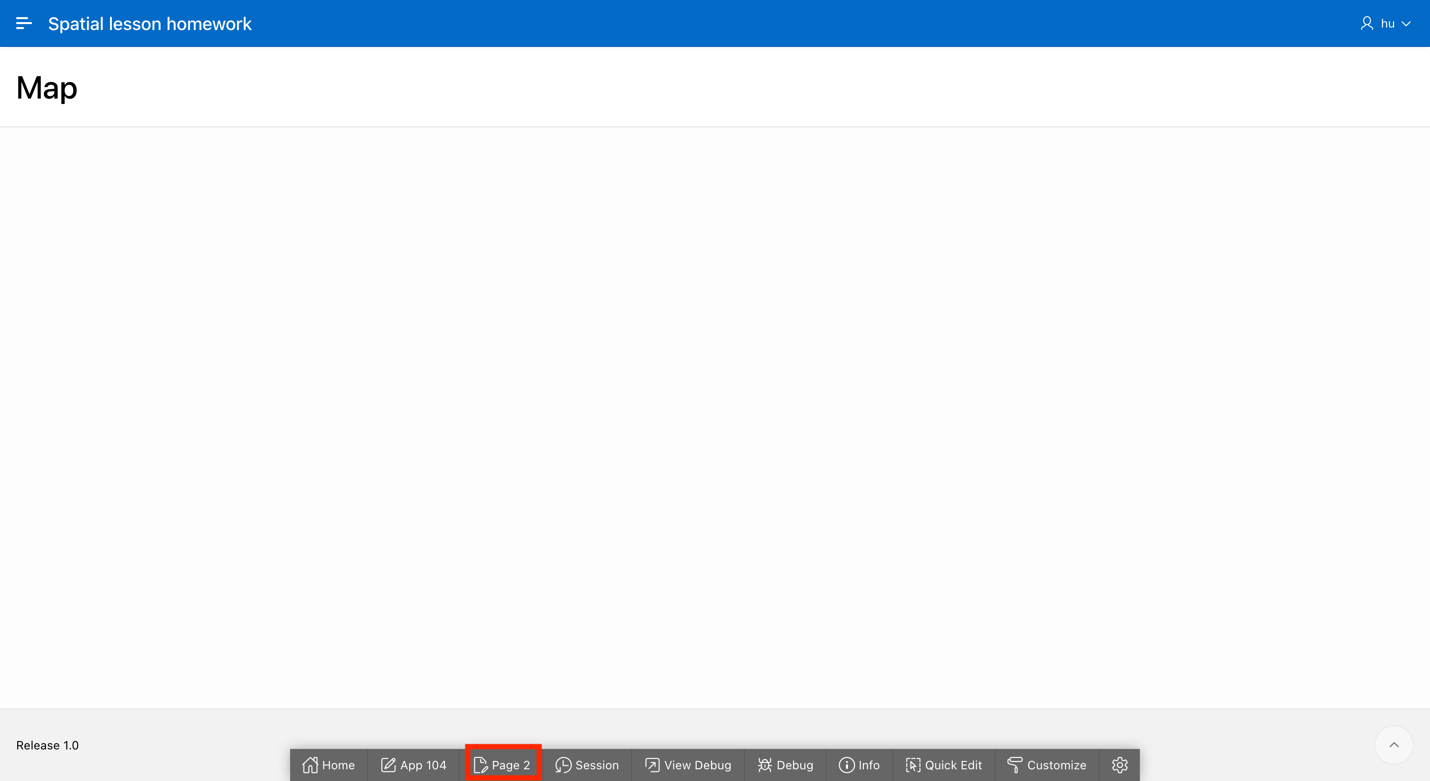 Spatial lesson homework
hu
Map
Release 1.0
Home App 104 Page 2 Session View Debug Debug Info Quick Edit Customize